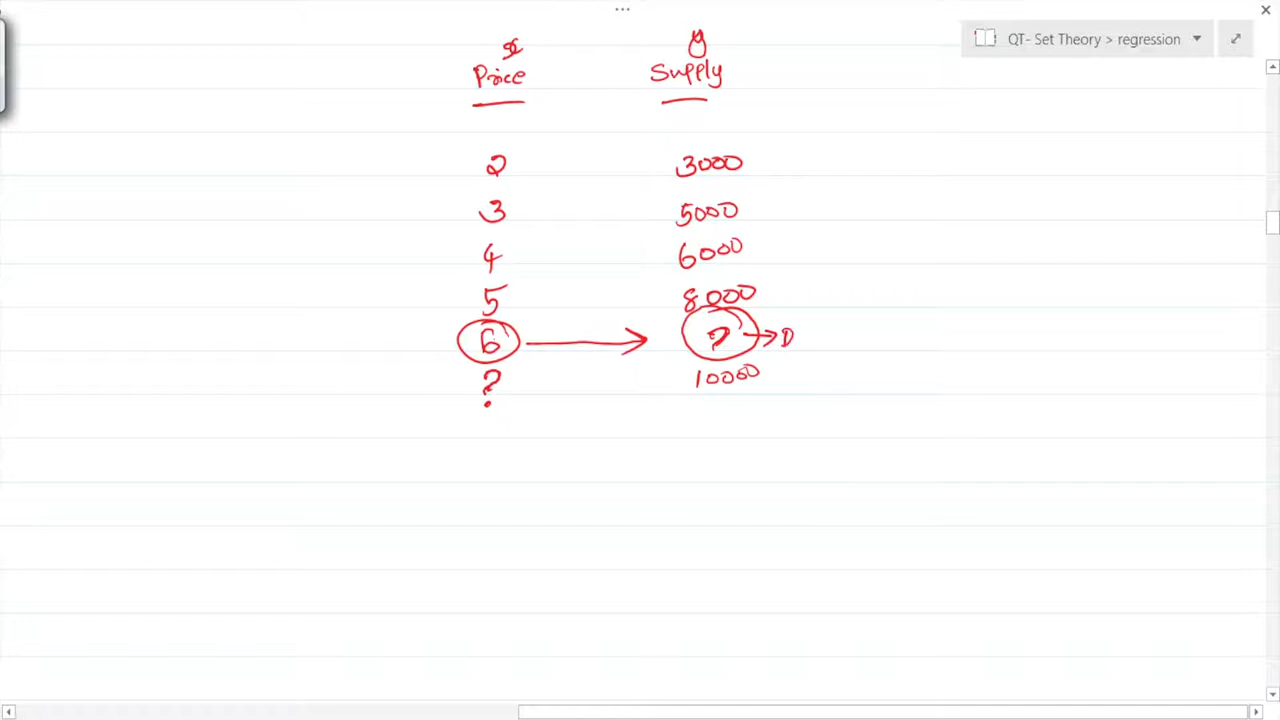 ...
QT- Set Theory > regression
x y
Price Supply
2 3000
3 5000
4 6000
5 8000
6 ? D
? 10000